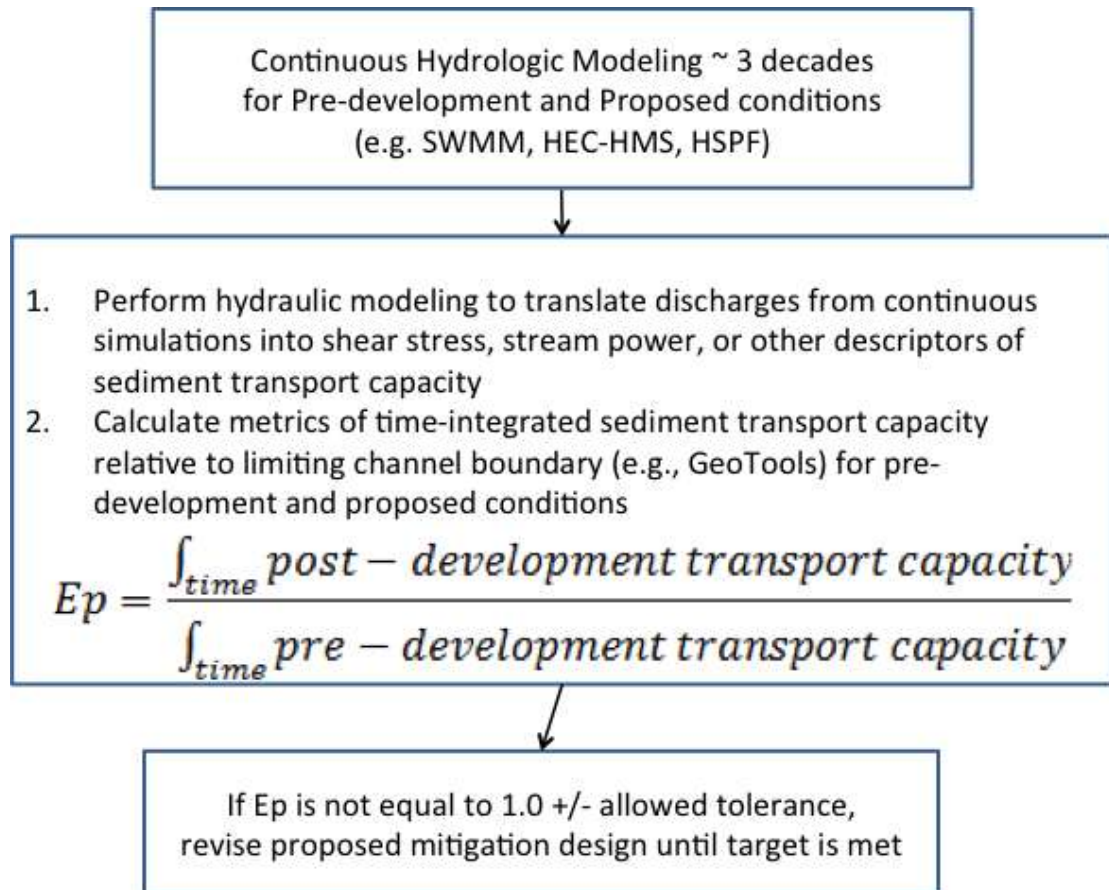 Continuous Hydrologic Modeling ~ 3 decades
for Pre-development and Proposed conditions
(e.g. SWMM, HEC-HMS, HSPF)
1. Perform hydraulic modeling to translate discharges from continuous
simulations into shear stress, stream power, or other descriptors of
sediment transport capacity
2. Calculate metrics of time-integrated sediment transport capacity
relative to limiting channel boundary (e.g., GeoTools) for pre-
development and proposed conditions
∫time post − development transport capacity
Ep =
∫time pre − development transport capacity
If Ep is not equal to 1.0 +/- allowed tolerance,
revise proposed mitigation design until target is met